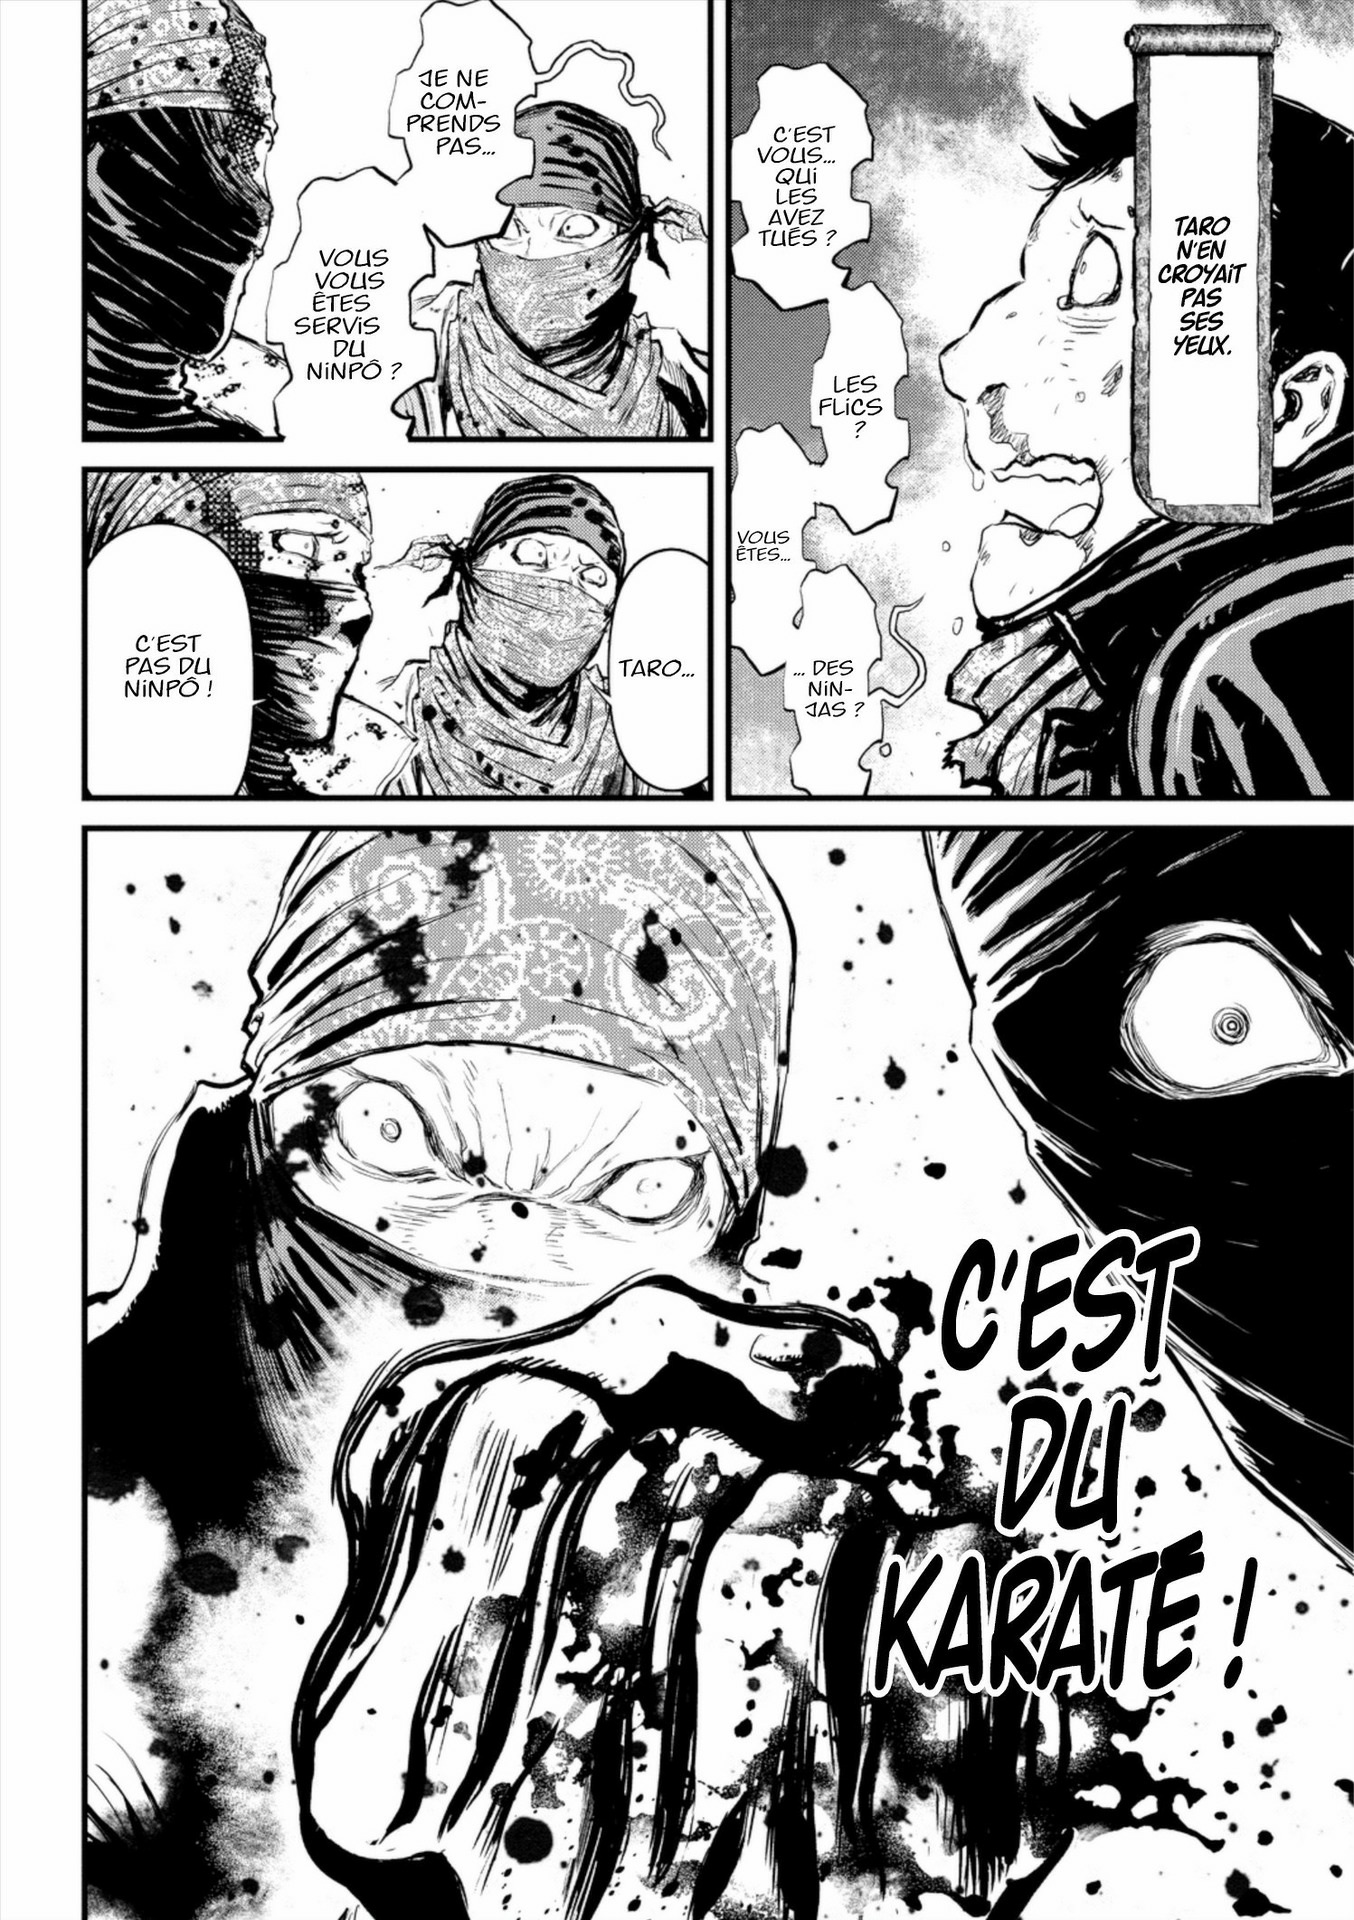 TARO
N'EN
CROYAIT
PAS
SES
YEUX.
C'EST
VOUS...
QUI
LES
AVEZ
TUÉS ?
LES
FLICS
?
VOUS
ÊTES...
... DES
NIN-
JAS ?
JE NE
COM-
PRENDS
PAS...
VOUS
VOUS
ÊTES
SERVIS
DU
NINPÔ ?
TARO...
C'EST
PAS DU
NINPÔ !
C'EST
DU
KARATÉ !